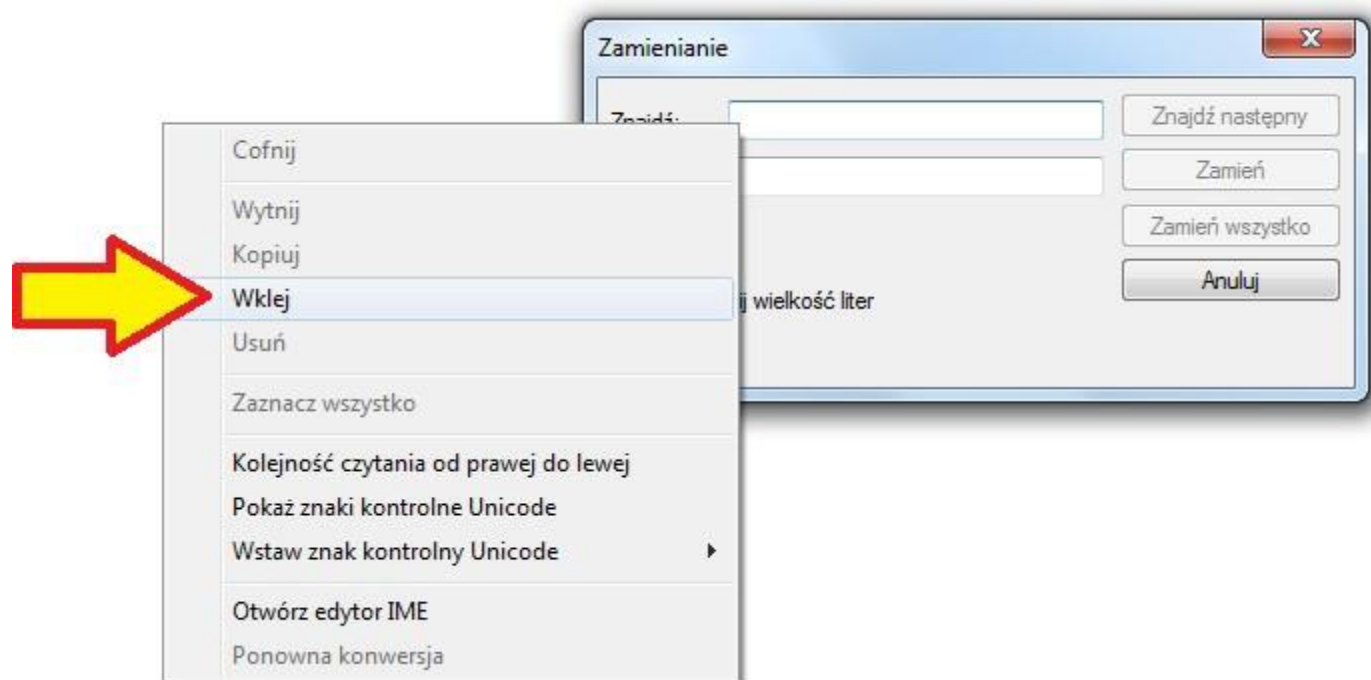 Zamienianie
Znajdź:
Znajdź następny
Zamień
Zamień wszystko
Anuluj
wielkość liter
Cofnij
Wytnij
Kopiuj
Wklej
Usuń
Zaznacz wszystko
Kolejność czytania od prawej do lewej
Pokaż znaki kontrolne Unicode
Wstaw znak kontrolny Unicode
Otwórz edytor IME
Ponowna konwersja